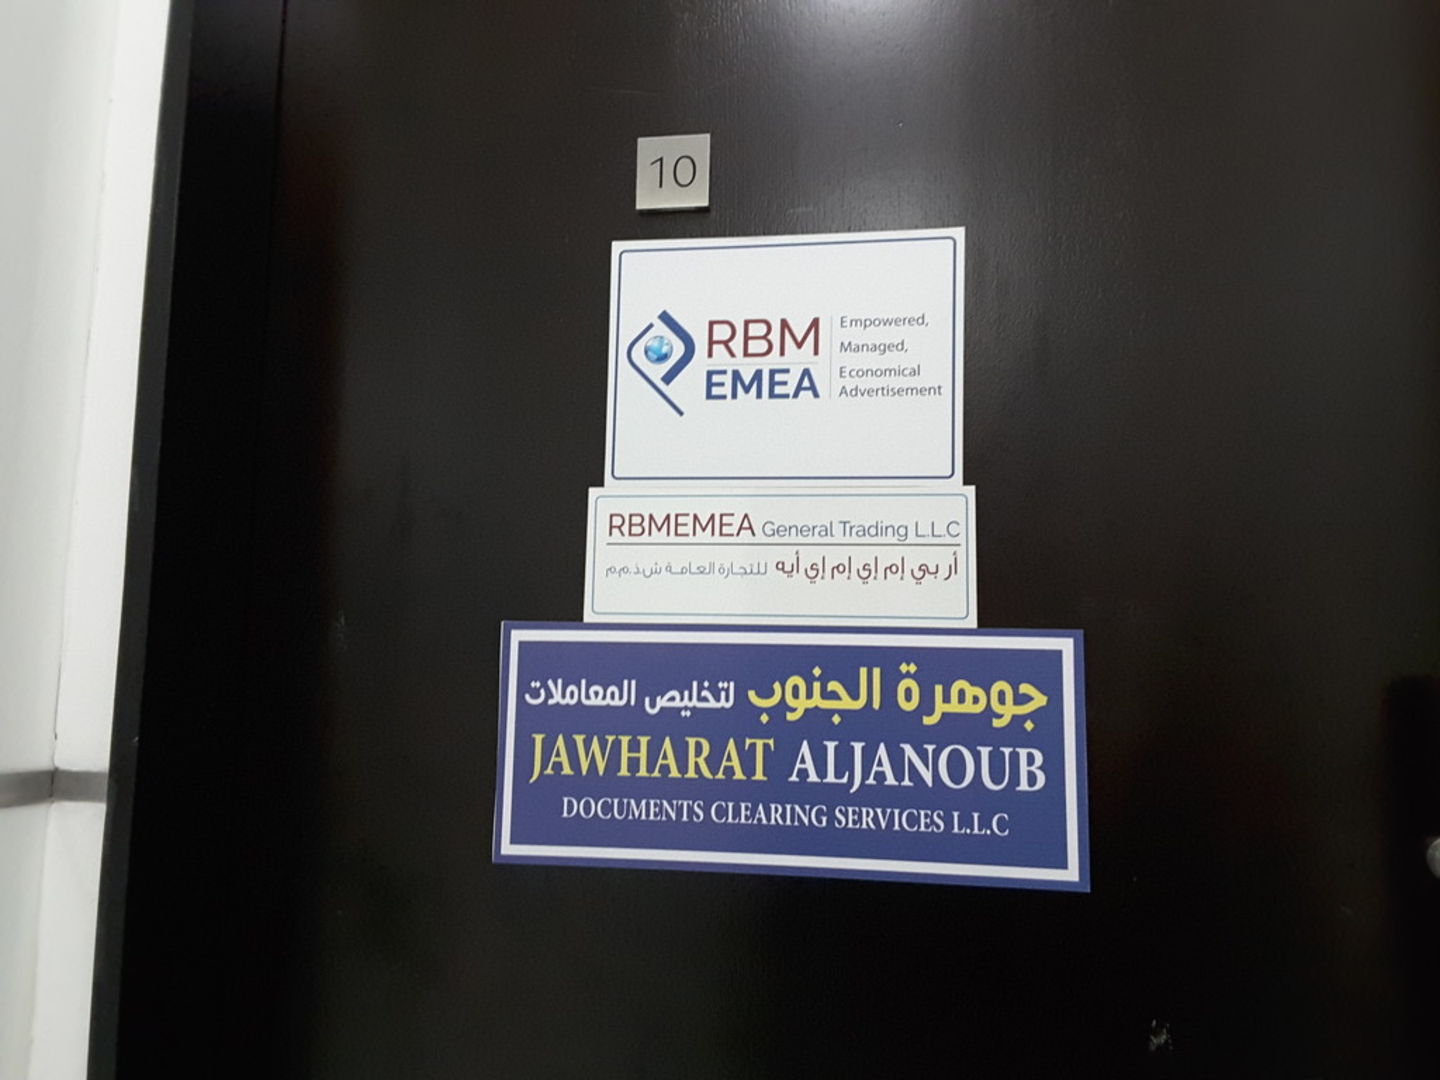 10
RBM
EMEA
Empowered,
Managed,
Economical
Advertisement
RBMEMEA General Trading L.L.C
أر بي إم إي إم إي أيه للتجارة العامة ش.ذ.م.م
جوهرة الجنوب لتخليص المعاملات
JAWHARAT ALJANOUB
DOCUMENTS CLEARING SERVICES L.L.C